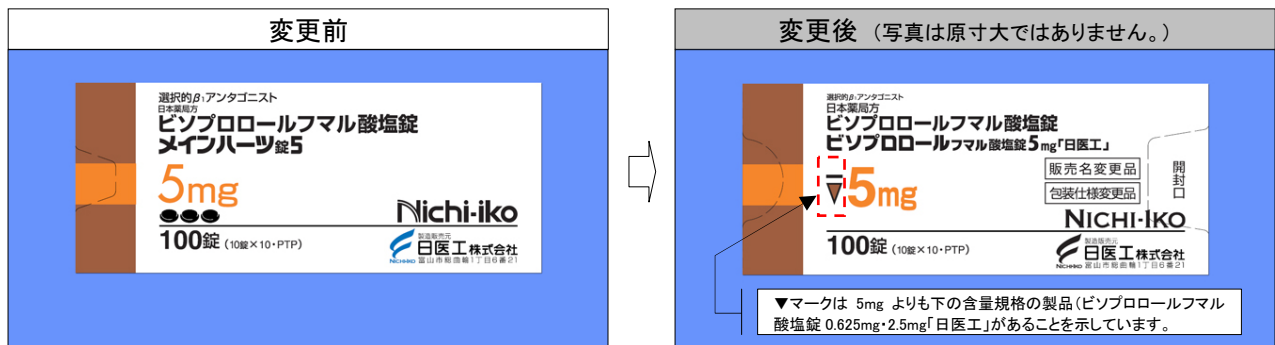 変更前
選択的β₁アンタゴニスト
日本薬局方
ビソプロロールフマル酸塩錠
メインハーツ錠5
5mg
Nichi-iko
100錠 (10錠×10・PTP)
製造販売元
日医工株式会社
NICHI-IKO 富山市総曲輪1丁目6番21
変更後 (写真は原寸大ではありません。)
選択的β₁アンタゴニスト
日本薬局方
ビソプロロールフマル酸塩錠
ビソプロロールフマル酸塩錠5mg「日医工」
販売名変更品
開封口
▼5mg
包装仕様変更品
NICHI-IKO
100錠 (10錠×10・PTP)
製造販売元
日医工株式会社
NICHI-IKO 富山市総曲輪1丁目6番21
▼マークは 5mg よりも下の含量規格の製品(ビソプロロールフマル
酸塩錠 0.625mg・2.5mg「日医工」があることを示しています。